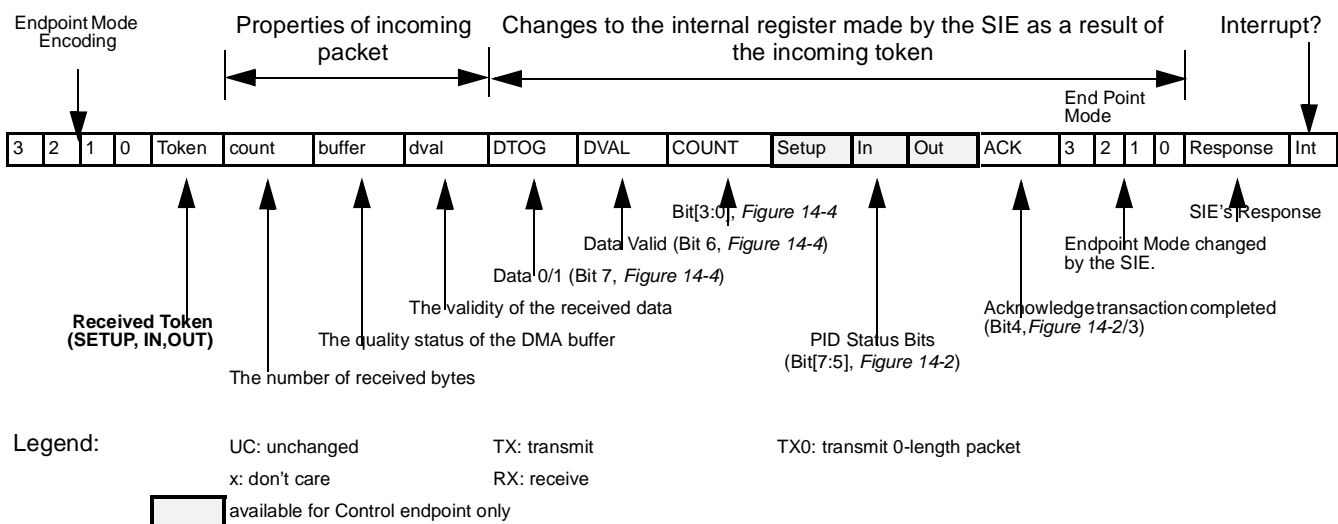 Endpoint Mode
Encoding
Properties of incoming
packet
Changes to the internal register made by the SIE as a result of
the incoming token
Interrupt?
End Point
Mode
3 2 1 0 Token count buffer dval DTOG DVAL COUNT Setup In Out ACK 3 2 1 0 Response Int
Bit[3:0], Figure 14-4
SIE's Response
Data Valid (Bit 6, Figure 14-4)
Endpoint Mode changed
by the SIE.
Data 0/1 (Bit 7, Figure 14-4)
The validity of the received data
Acknowledge transaction completed
(Bit4, Figure 14-2/3)
Received Token
(SETUP, IN,OUT)
The quality status of the DMA buffer
PID Status Bits
(Bit[7:5], Figure 14-2)
The number of received bytes
Legend:
UC: unchanged
TX: transmit
TX0: transmit 0-length packet
x: don't care
RX: receive
available for Control endpoint only